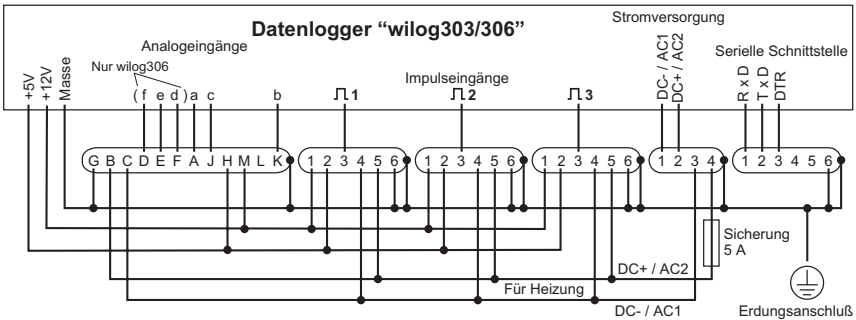 Datenlogger “wilog303/306”
Stromversorgung
Analogeingänge
Nur wilog306
Impulseingänge
Serielle Schnittstelle
+5V
+12V
Masse
( f e d ) a c b
1
2
3
DC- / AC1
DC+ / AC2
R x D
T x D
DTR
G B C D E F A J H M L K
1 2 3 4 5 6
1 2 3 4 5 6
1 2 3 4 5 6
1 2 3 4
1 2 3 4 5 6
Sicherung
5 A
DC+ / AC2
Für Heizung
DC- / AC1
Erdungsanschluß